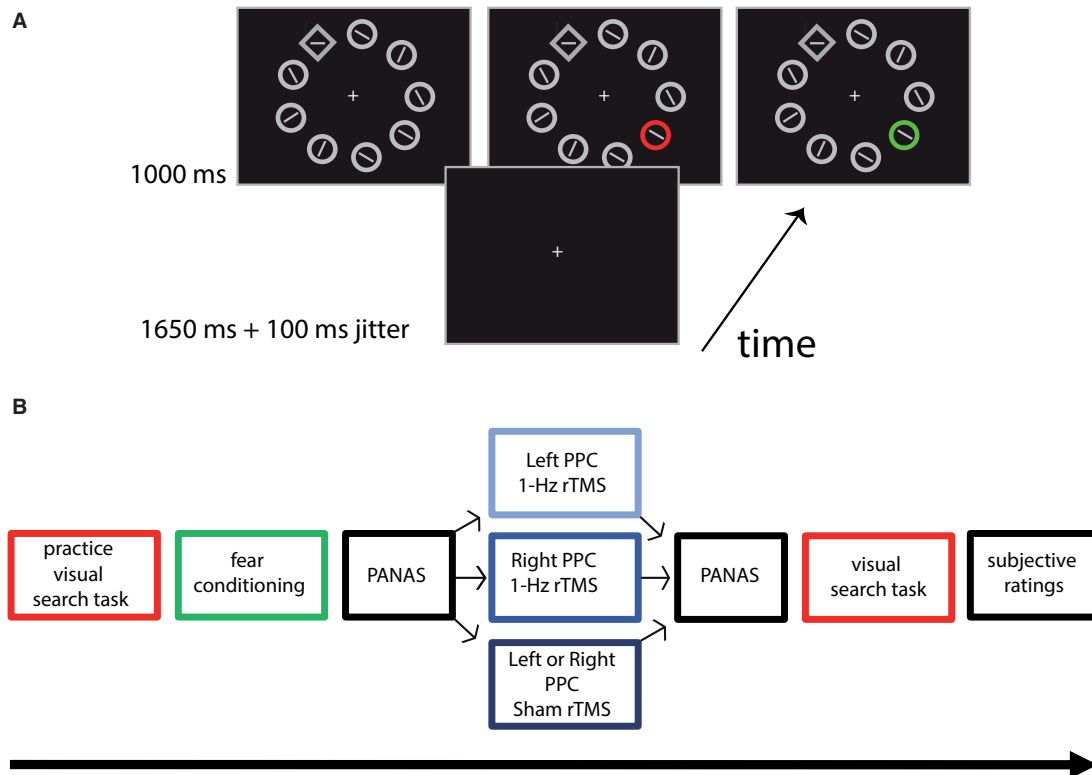 A
1000 ms
1650 ms + 100 ms jitter
time
B
practice
visual
search task
fear
conditioning
PANAS
Left PPC
1-Hz rTMS
Right PPC
1-Hz rTMS
Left or Right
PPC
Sham rTMS
PANAS
visual
search task
subjective
ratings